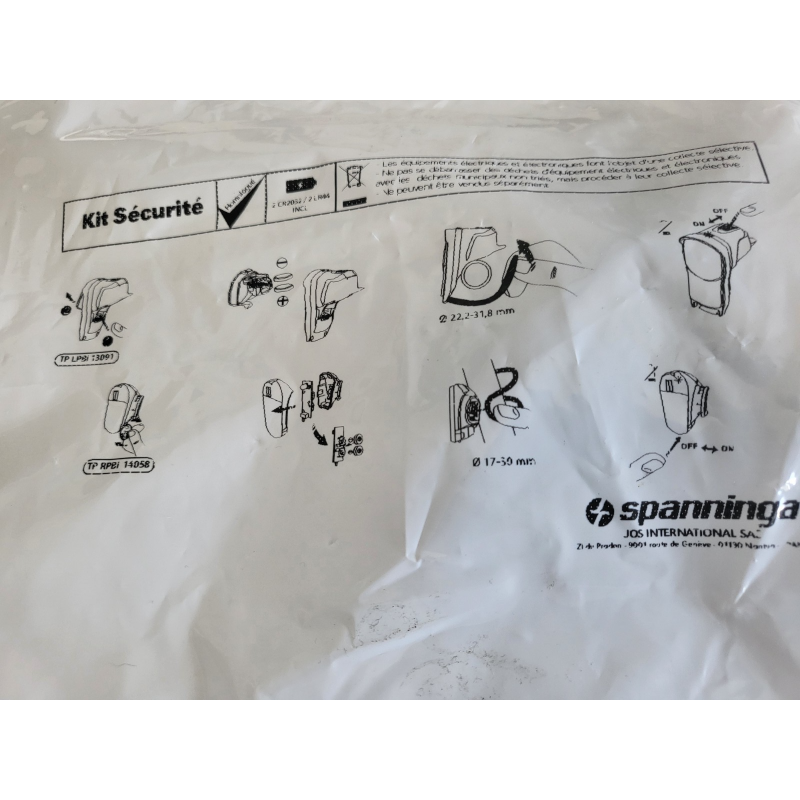 Kit Sécurité
Homologué
2 CR2032 / 2 LR44
INCL.
- Les équipements électriques et électroniques font l'objet d'une collecte sélective
- Ne pas se débarrasser des déchets d'équipement électriques et électroniques
avec les déchets municipaux non triés, mais procéder à leur collecte sélective
- Ne peuvent être vendus séparément
OFF
ON
Ø 22,2-31,8 mm
TP LPBi 13091
TP RPBi 14058
Ø 17-39 mm
OFF ON
spanninga
JOS INTERNATIONAL
ZI de Pradon - 9001 route de Genève - 01130